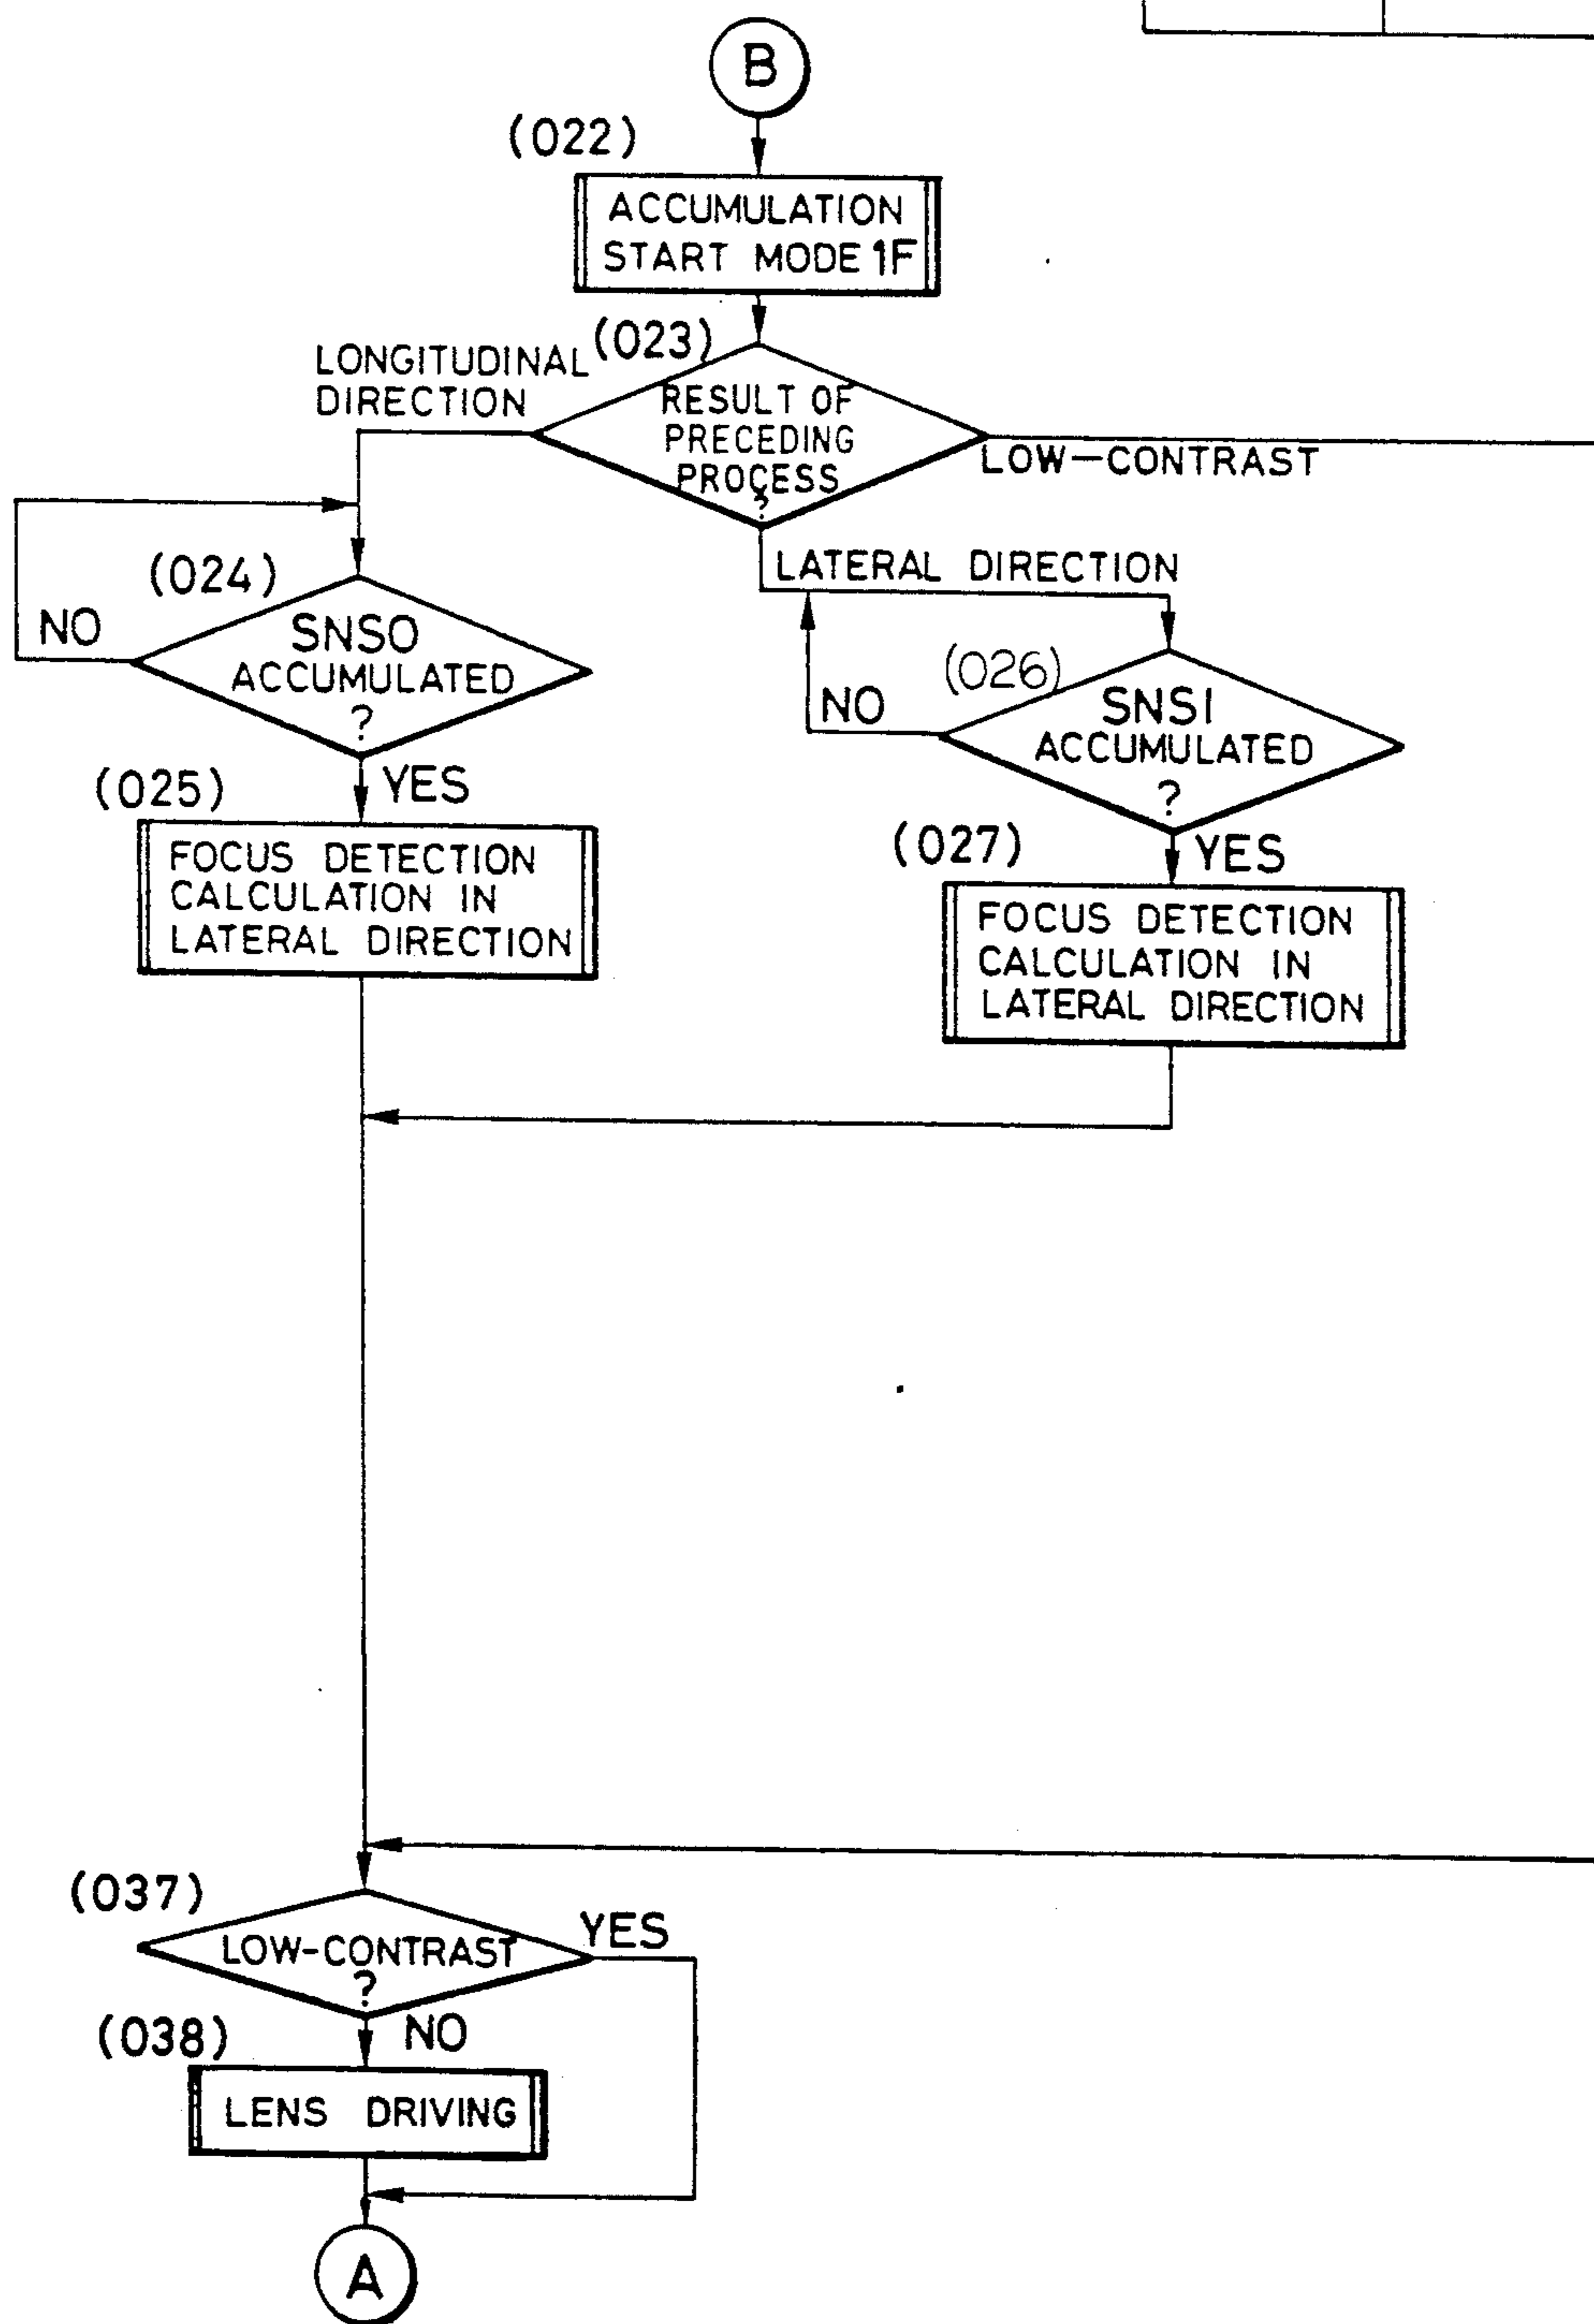 B
(022)
ACCUMULATION
START MODE 1F
(023)
LONGITUDINAL
DIRECTION
RESULT OF
PRECEDING
PROCESS
?
LOW-CONTRAST
LATERAL DIRECTION
(024)
NO
SNSO
ACCUMULATED
?
YES
(026)
NO
SNSI
ACCUMULATED
?
YES
(025)
FOCUS DETECTION
CALCULATION IN
LATERAL DIRECTION
(027)
FOCUS DETECTION
CALCULATION IN
LATERAL DIRECTION
(037)
LOW-CONTRAST
?
YES
NO
(038)
LENS DRIVING
A